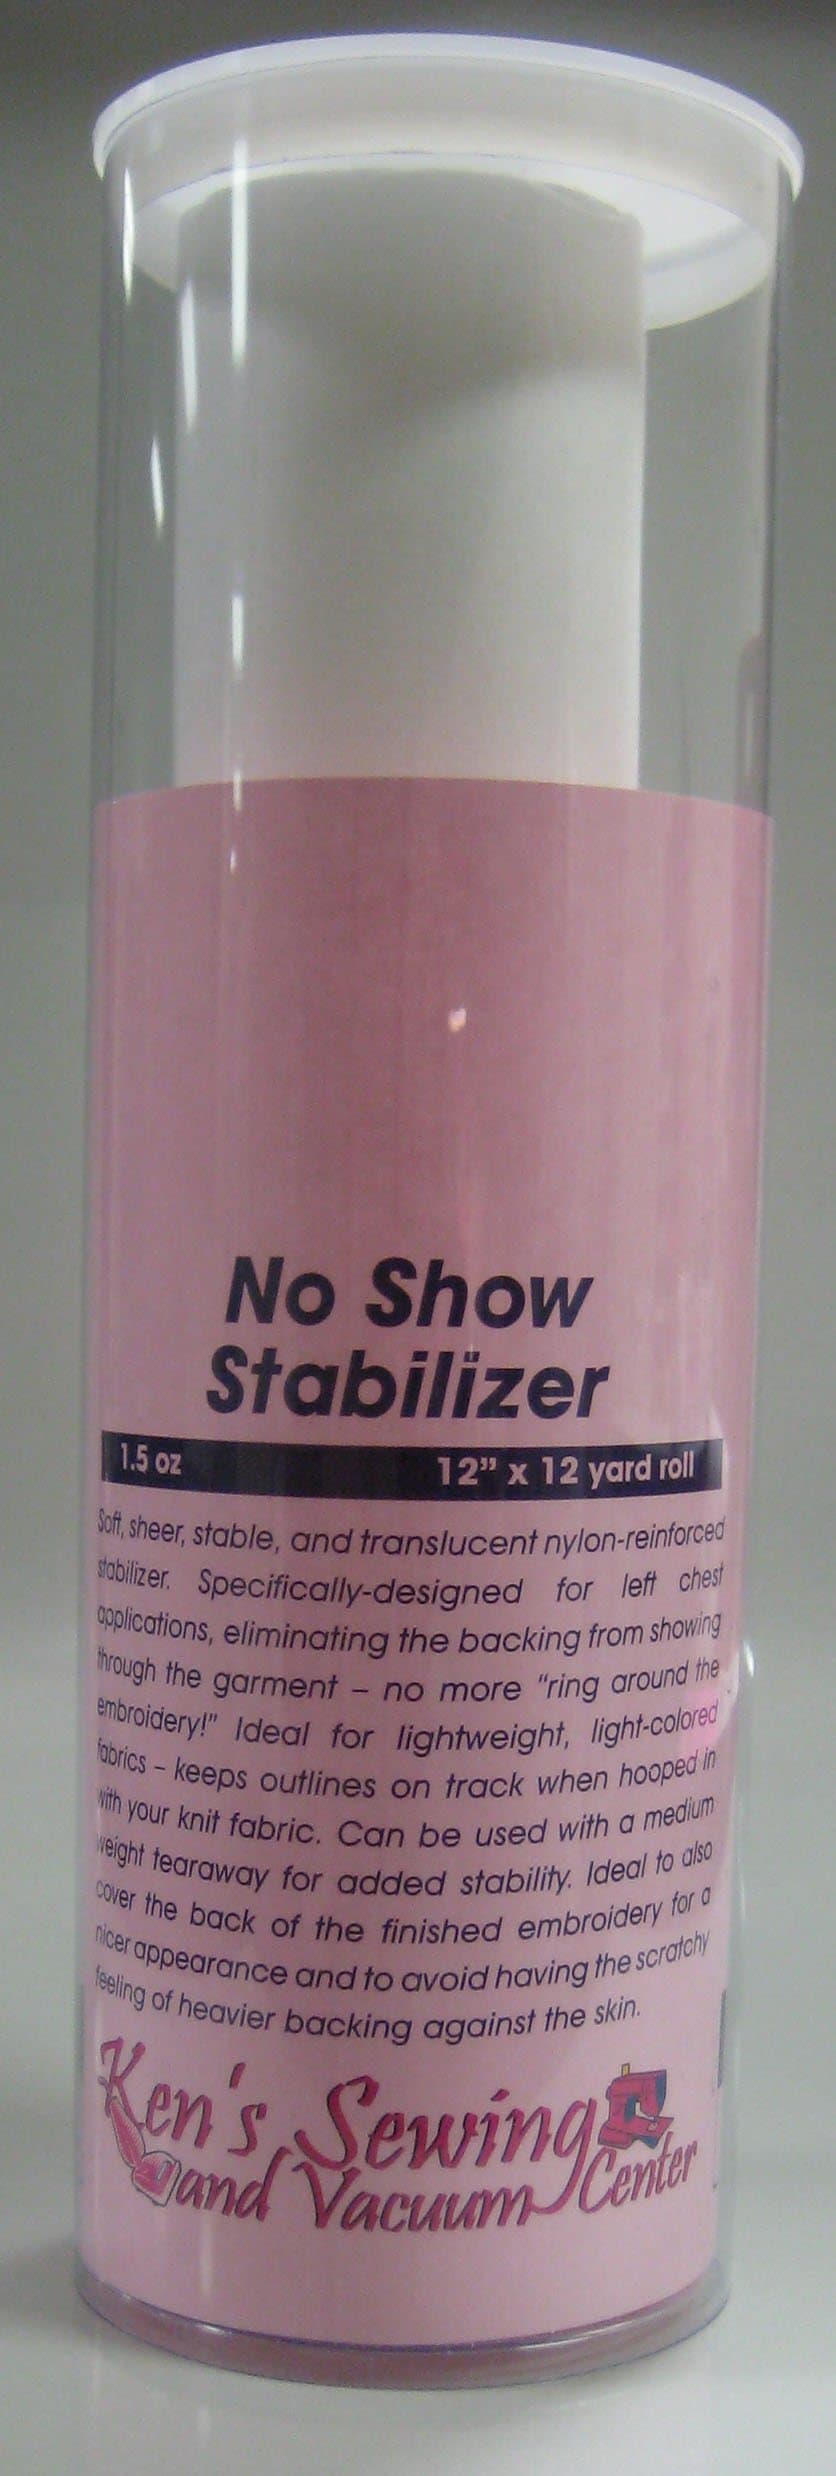 No Show
Stabilizer
1.5 oz 12” x 12 yard roll
Soft, sheer, stable, and translucent nylon-reinforced
stabilizer. Specifically-designed for left chest
applications, eliminating the backing from showing
through the garment – no more “ring around the
embroidery!” Ideal for lightweight, light-colored
fabrics – keeps outlines on track when hooped in
with your knit fabric. Can be used with a medium
weight tearaway for added stability. Ideal to also
cover the back of the finished embroidery for a
nicer appearance and to avoid having the scratchy
feeling of heavier backing against the skin.
Ken's Sewing
and Vacuum Center